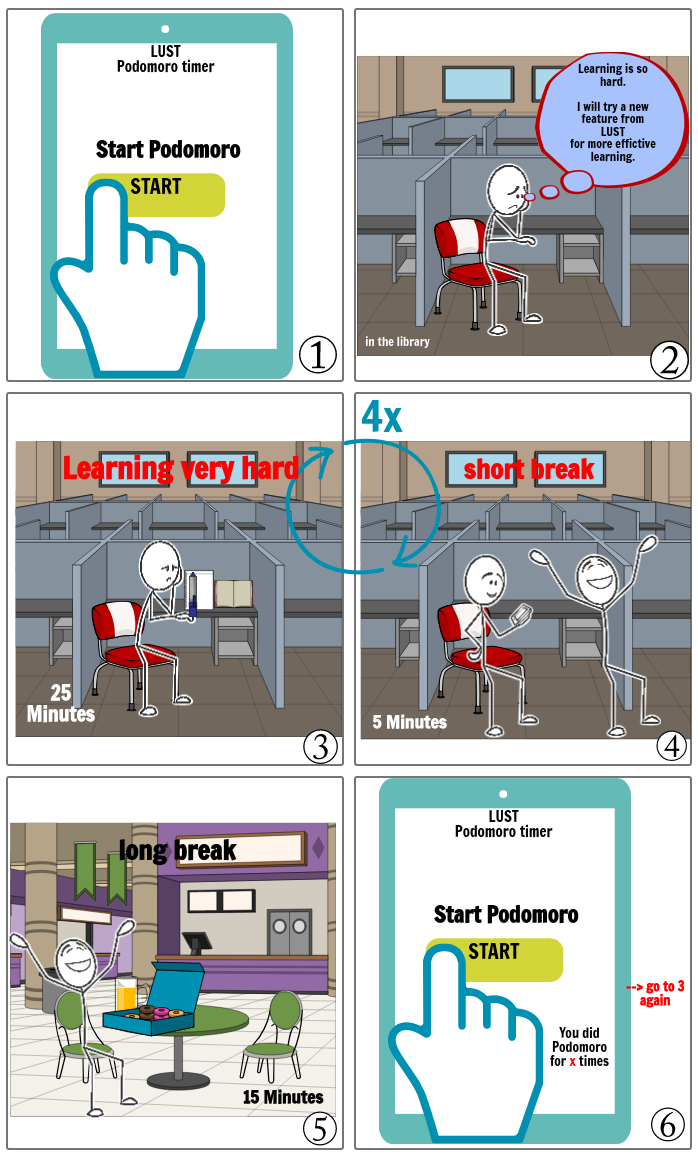 LUST
Podomoro timer
Start Podomoro
START
1
Learning is so
hard.
I will try a new
feature from
LUST
for more effictive
learning.
in the library
2
4x
Learning very hard
25
Minutes
3
short break
5 Minutes
4
long break
15 Minutes
5
LUST
Podomoro timer
Start Podomoro
START
--> go to 3
again
You did
Podomoro
for x times
6